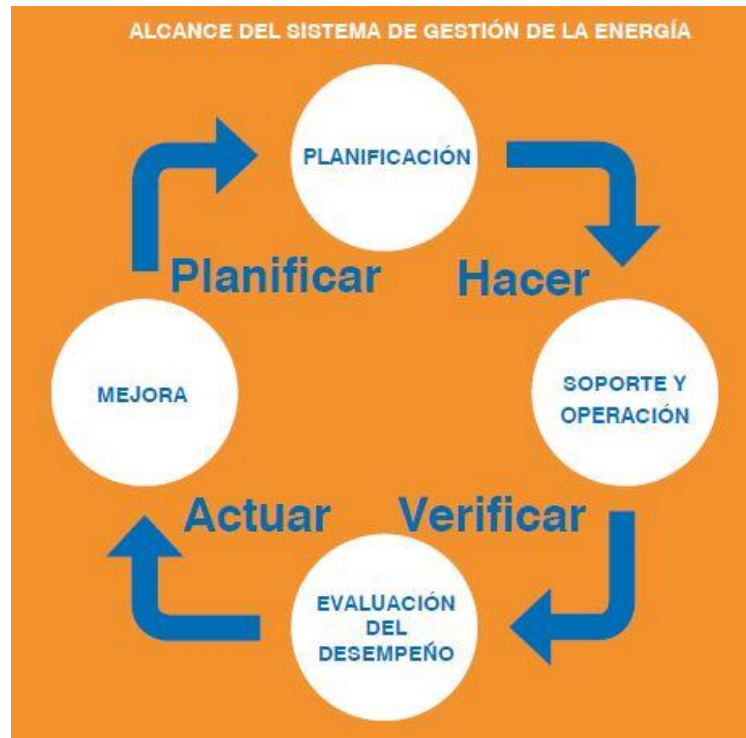 ALCANCE DEL SISTEMA DE GESTIÓN DE LA ENERGÍA
PLANIFICACIÓN
Planificar
Hacer
MEJORA
SOPORTE Y
OPERACIÓN
Actuar
Verificar
EVALUACIÓN
DEL
DESEMPEÑO